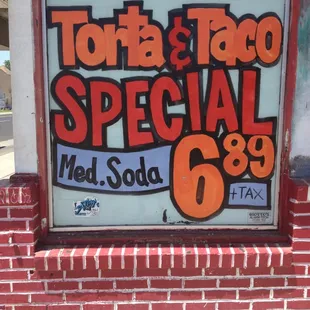 Torta & Taco
SPECIAL
Med. Soda
6 89
+TAX